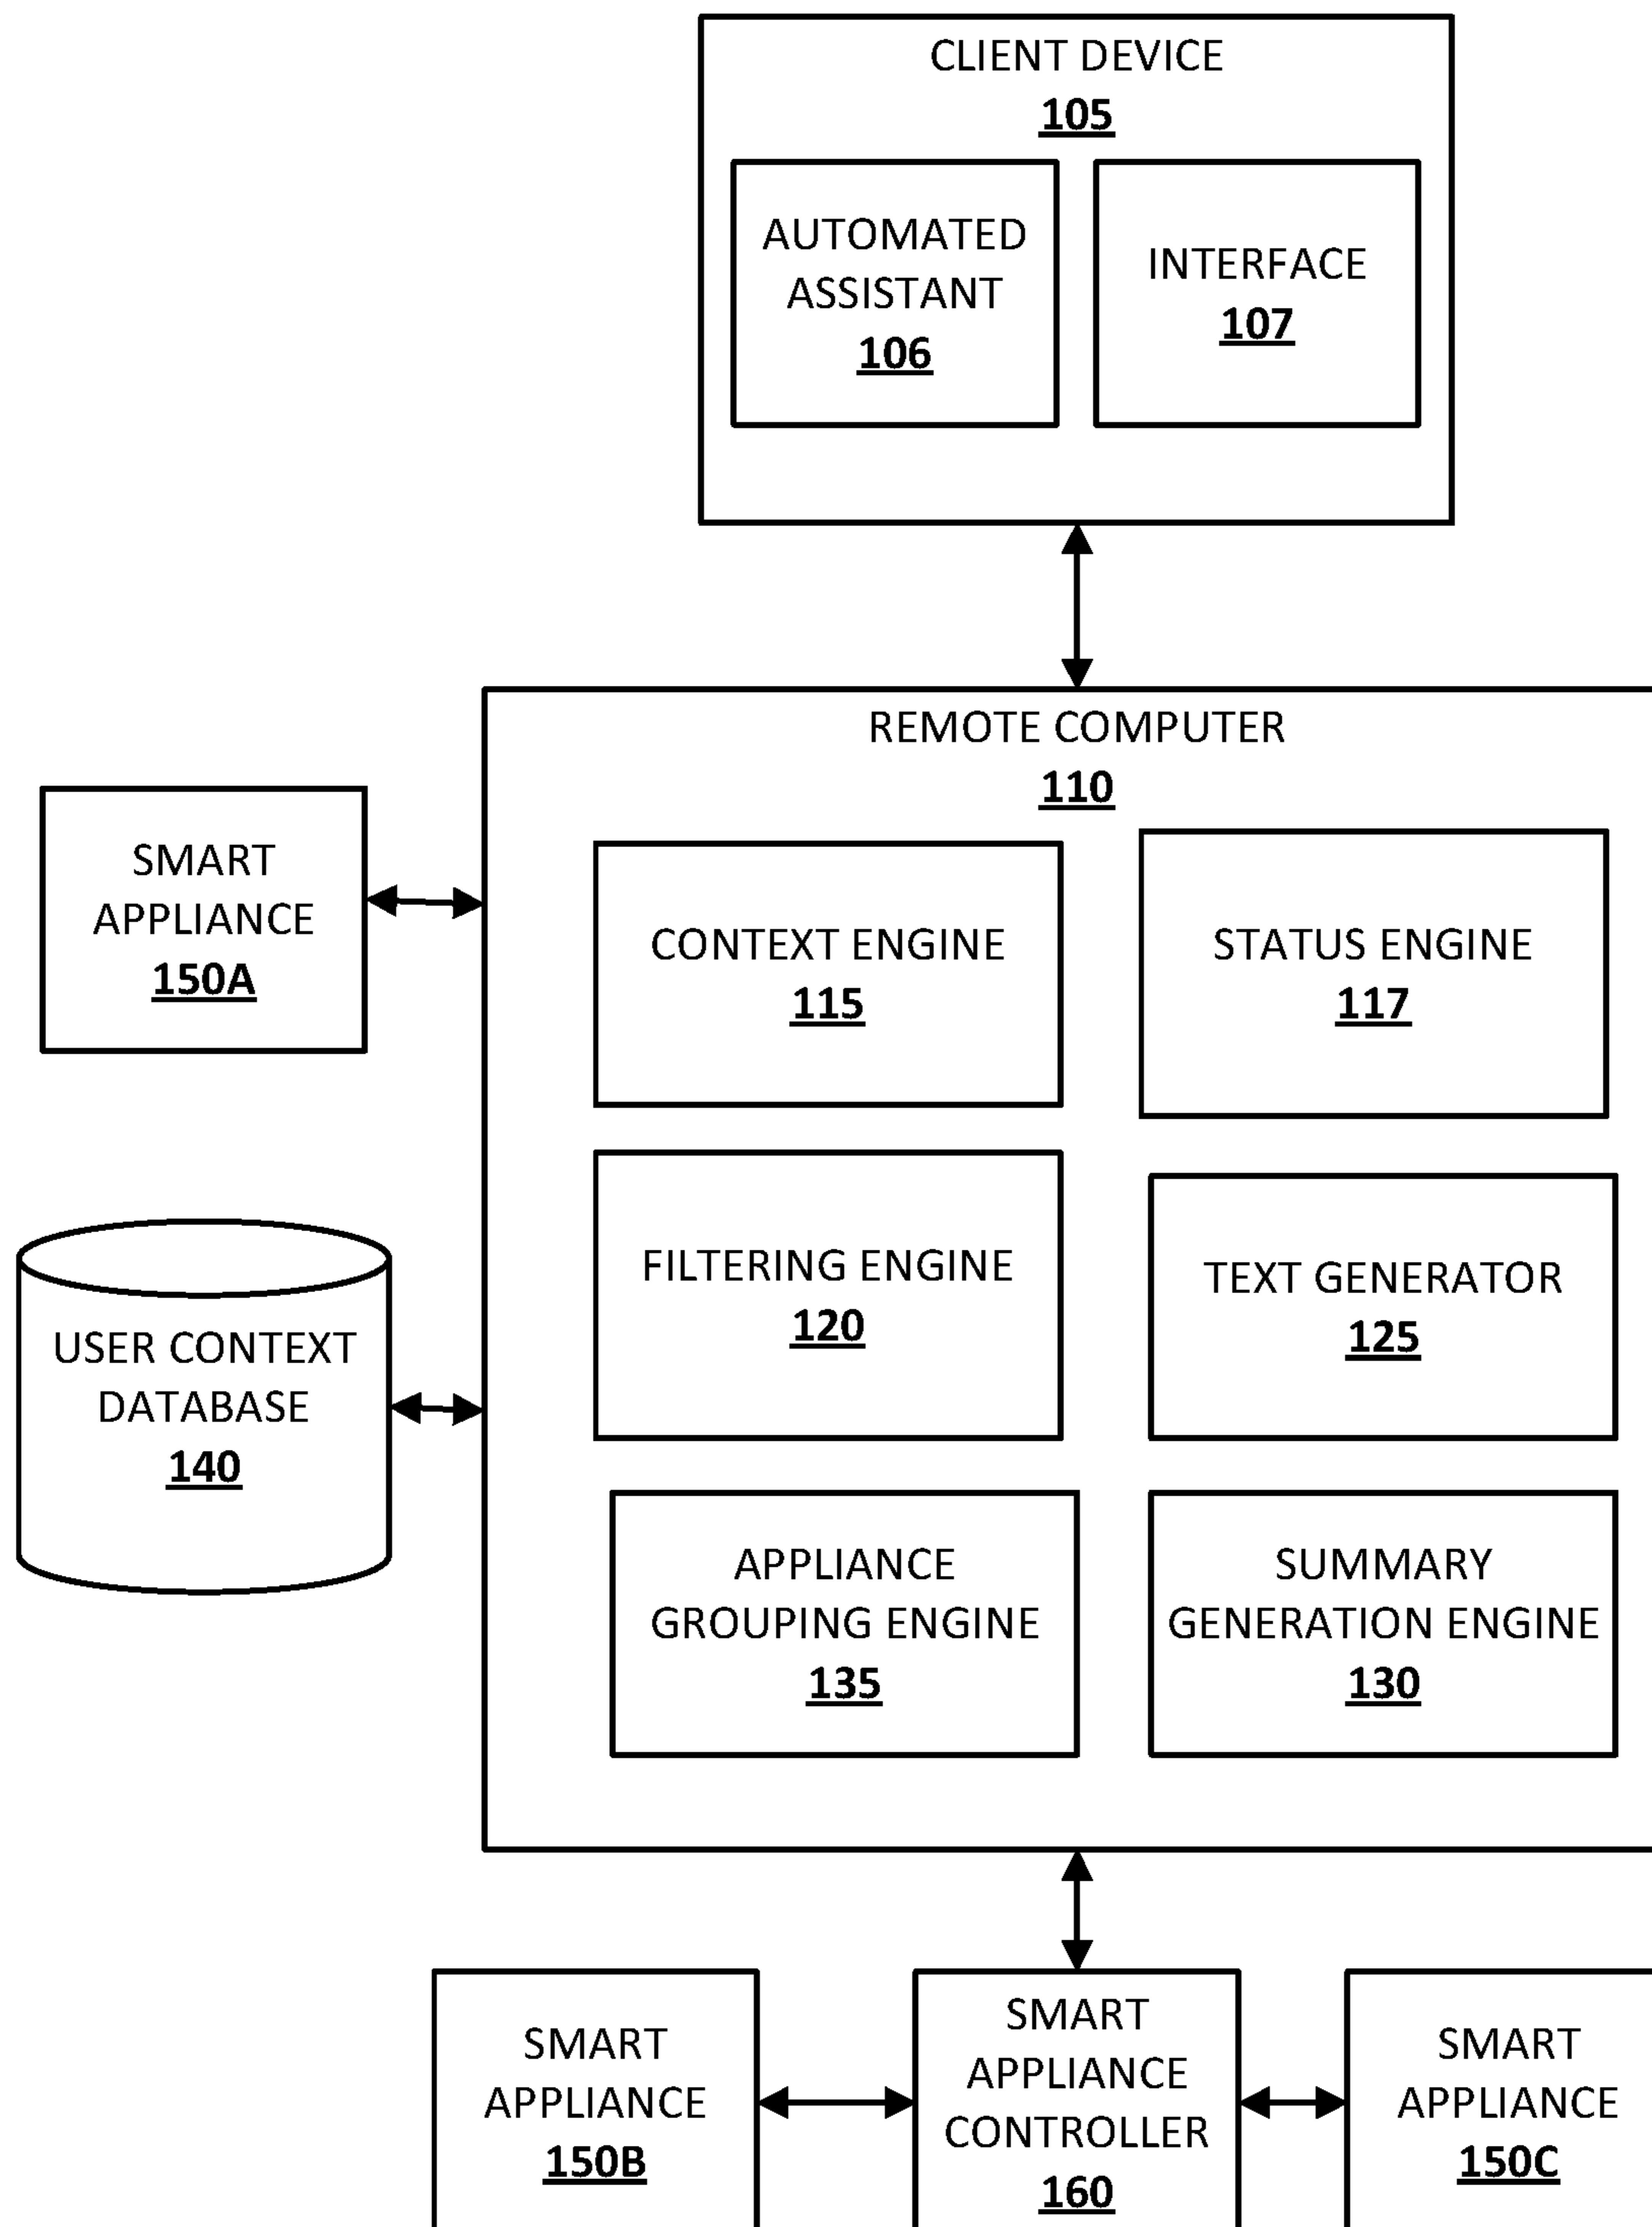 CLIENT DEVICE
105
AUTOMATED
ASSISTANT
106
INTERFACE
107
REMOTE COMPUTER
110
SMART
APPLIANCE
150A
CONTEXT ENGINE
115
STATUS ENGINE
117
USER CONTEXT
DATABASE
140
FILTERING ENGINE
120
TEXT GENERATOR
125
APPLIANCE
GROUPING ENGINE
135
SUMMARY
GENERATION ENGINE
130
SMART
APPLIANCE
150B
SMART
APPLIANCE
CONTROLLER
160
SMART
APPLIANCE
150C